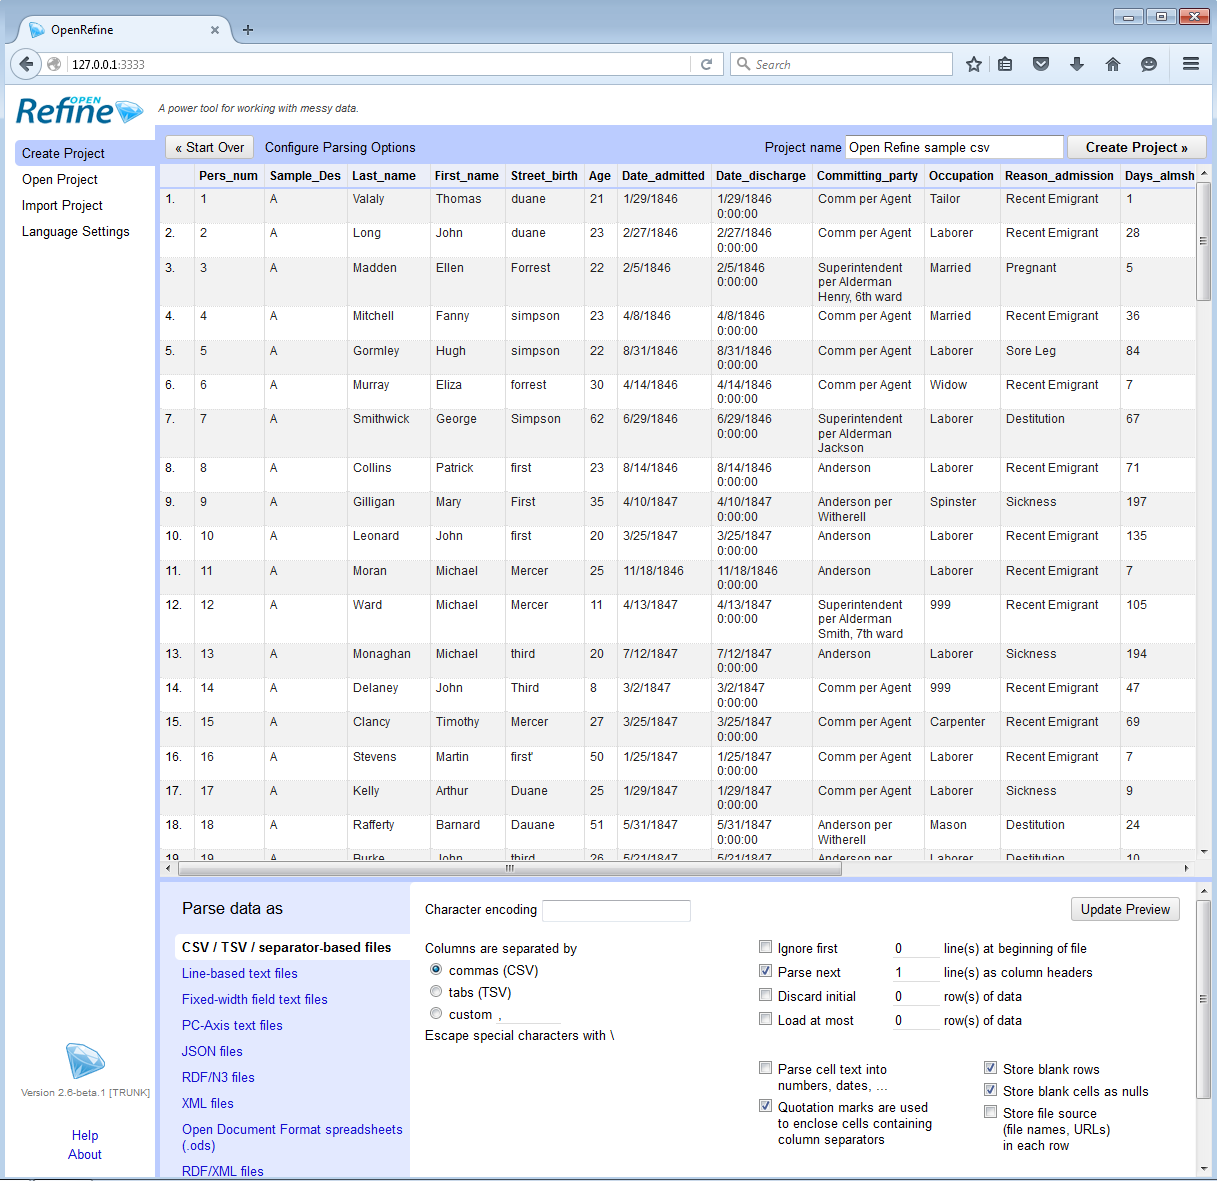 OpenRefine
127.0.0.1:3333
Search
OPEN
Refine
A power tool for working with messy data.
Create Project
Open Project
Import Project
Language Settings
« Start Over Configure Parsing Options Project name Open Refine sample csv Create Project »
Pers_num Sample_Des Last_name First_name Street_birth Age Date_admitted Date_discharge Committing_party Occupation Reason_admission Days_almsh
1. 1 A Valaly Thomas duane 21 1/29/1846 1/29/1846 Comm per Agent Tailor Recent Emigrant 1
0:00:00
2. 2 A Long John duane 23 2/27/1846 2/27/1846 Comm per Agent Laborer Recent Emigrant 28
0:00:00
3. 3 A Madden Ellen Forrest 22 2/5/1846 2/5/1846 Superintendent Married Pregnant 5
0:00:00 per Alderman
Henry, 6th ward
4. 4 A Mitchell Fanny simpson 23 4/8/1846 4/8/1846 Comm per Agent Married Recent Emigrant 36
0:00:00
5. 5 A Gormley Hugh simpson 22 8/31/1846 8/31/1846 Comm per Agent Laborer Sore Leg 84
0:00:00
6. 6 A Murray Eliza forrest 30 4/14/1846 4/14/1846 Comm per Agent Widow Recent Emigrant 7
0:00:00
7. 7 A Smithwick George Simpson 62 6/29/1846 6/29/1846 Superintendent Laborer Destitution 67
0:00:00 per Alderman
Jackson
8. 8 A Collins Patrick first 23 8/14/1846 8/14/1846 Anderson Laborer Recent Emigrant 71
0:00:00
9. 9 A Gilligan Mary First 35 4/10/1847 4/10/1847 Anderson per Spinster Sickness 197
0:00:00 Witherell
10. 10 A Leonard John first 20 3/25/1847 3/25/1847 Anderson Laborer Recent Emigrant 135
0:00:00
11. 11 A Moran Michael Mercer 25 11/18/1846 11/18/1846 Anderson Laborer Recent Emigrant 7
0:00:00
12. 12 A Ward Michael Mercer 11 4/13/1847 4/13/1847 Superintendent 999 Recent Emigrant 105
0:00:00 per Alderman
Smith, 7th ward
13. 13 A Monaghan Michael third 20 7/12/1847 7/12/1847 Anderson Laborer Sickness 194
0:00:00
14. 14 A Delaney John Third 8 3/2/1847 3/2/1847 Comm per Agent 999 Recent Emigrant 47
0:00:00
15. 15 A Clancy Timothy Mercer 27 3/25/1847 3/25/1847 Comm per Agent Carpenter Recent Emigrant 69
0:00:00
16. 16 A Stevens Martin first' 50 1/25/1847 1/25/1847 Comm per Agent Laborer Recent Emigrant 7
0:00:00
17. 17 A Kelly Arthur Duane 25 1/29/1847 1/29/1847 Comm per Agent Laborer Sickness 9
0:00:00
18. 18 A Rafferty Barnard Dauane 51 5/31/1847 5/31/1847 Anderson per Mason Destitution 24
0:00:00 Witherell
19. 19 A Burke John third 26 5/21/1847 5/21/1847 Anderson per Laborer Destitution 10
Parse data as
CSV / TSV / separator-based files
Line-based text files
Fixed-width field text files
PC-Axis text files
JSON files
RDF/N3 files
XML files
Open Document Format spreadsheets
(.ods)
RDF/XML files
Version 2.6-beta.1 [TRUNK]
Help
About
Character encoding
Update Preview
Columns are separated by
commas (CSV)
tabs (TSV)
custom ,
Escape special characters with \
Ignore first 0 line(s) at beginning of file
Parse next 1 line(s) as column headers
Discard initial 0 row(s) of data
Load at most 0 row(s) of data
Parse cell text into
numbers, dates, ...
Quotation marks are used
to enclose cells containing
column separators
Store blank rows
Store blank cells as nulls
Store file source
(file names, URLs)
in each row